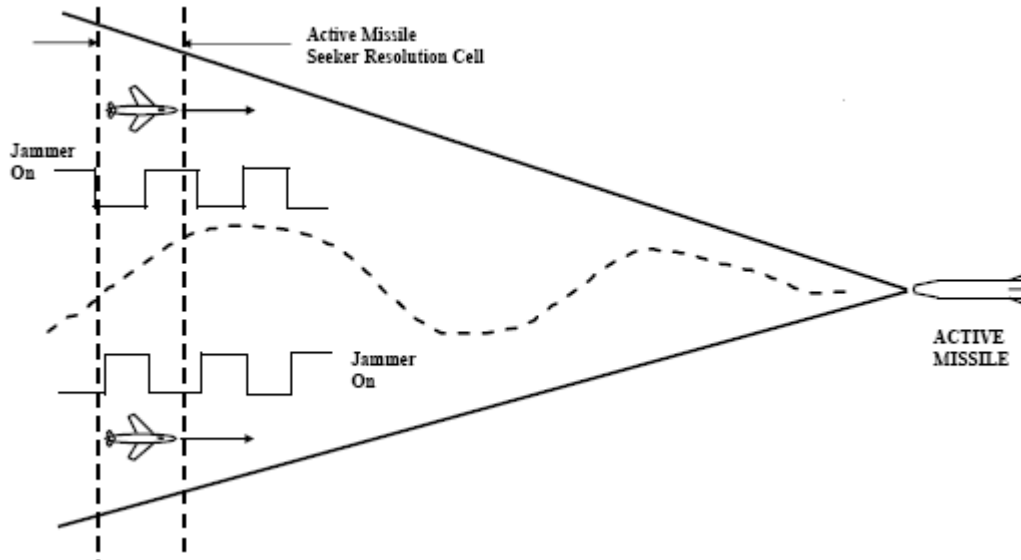 Active Missile
Seeker Resolution Cell
Jammer
On
Jammer
On
ACTIVE
MISSILE